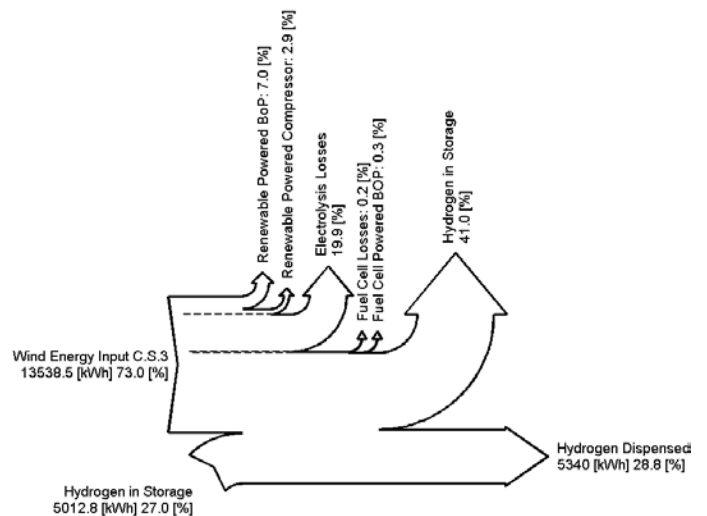 Renewable Powered BoP: 7.0 [%]
Renewable Powered Compressor: 2.9 [%]
Electrolysis Losses
19.9 [%]
Fuel Cell Losses: 0.2 [%]
Fuel Cell Powered BOP: 0.3 [%]
Hydrogen in Storage
41.0 [%]
Wind Energy Input C.S.3
13538.5 [kWh] 73.0 [%]
Hydrogen Dispensed
5340 [kWh] 28.8 [%]
Hydrogen in Storage
5012.8 [kWh] 27.0 [%]